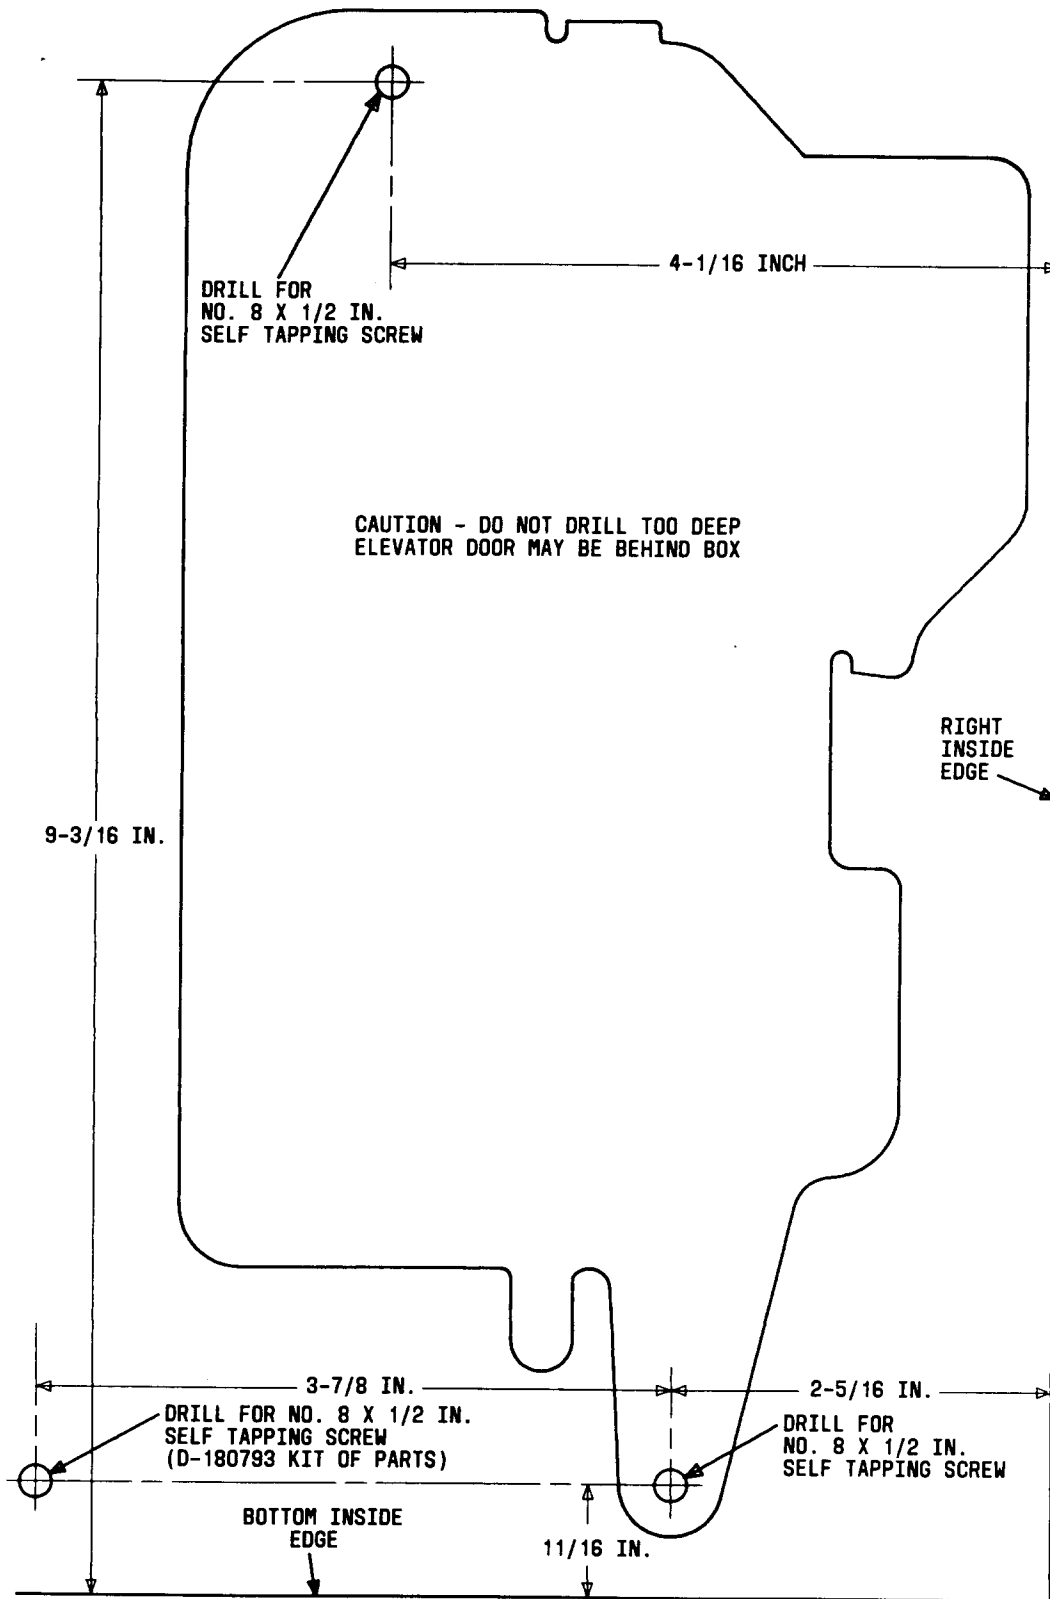 DRILL FOR
NO. 8 X 1/2 IN.
SELF TAPPING SCREW
4-1/16 INCH
CAUTION - DO NOT DRILL TOO DEEP
ELEVATOR DOOR MAY BE BEHIND BOX
RIGHT
INSIDE
EDGE
9-3/16 IN.
3-7/8 IN.
2-5/16 IN.
DRILL FOR NO. 8 X 1/2 IN.
SELF TAPPING SCREW
(D-180793 KIT OF PARTS)
DRILL FOR
NO. 8 X 1/2 IN.
SELF TAPPING SCREW
BOTTOM INSIDE
EDGE
11/16 IN.